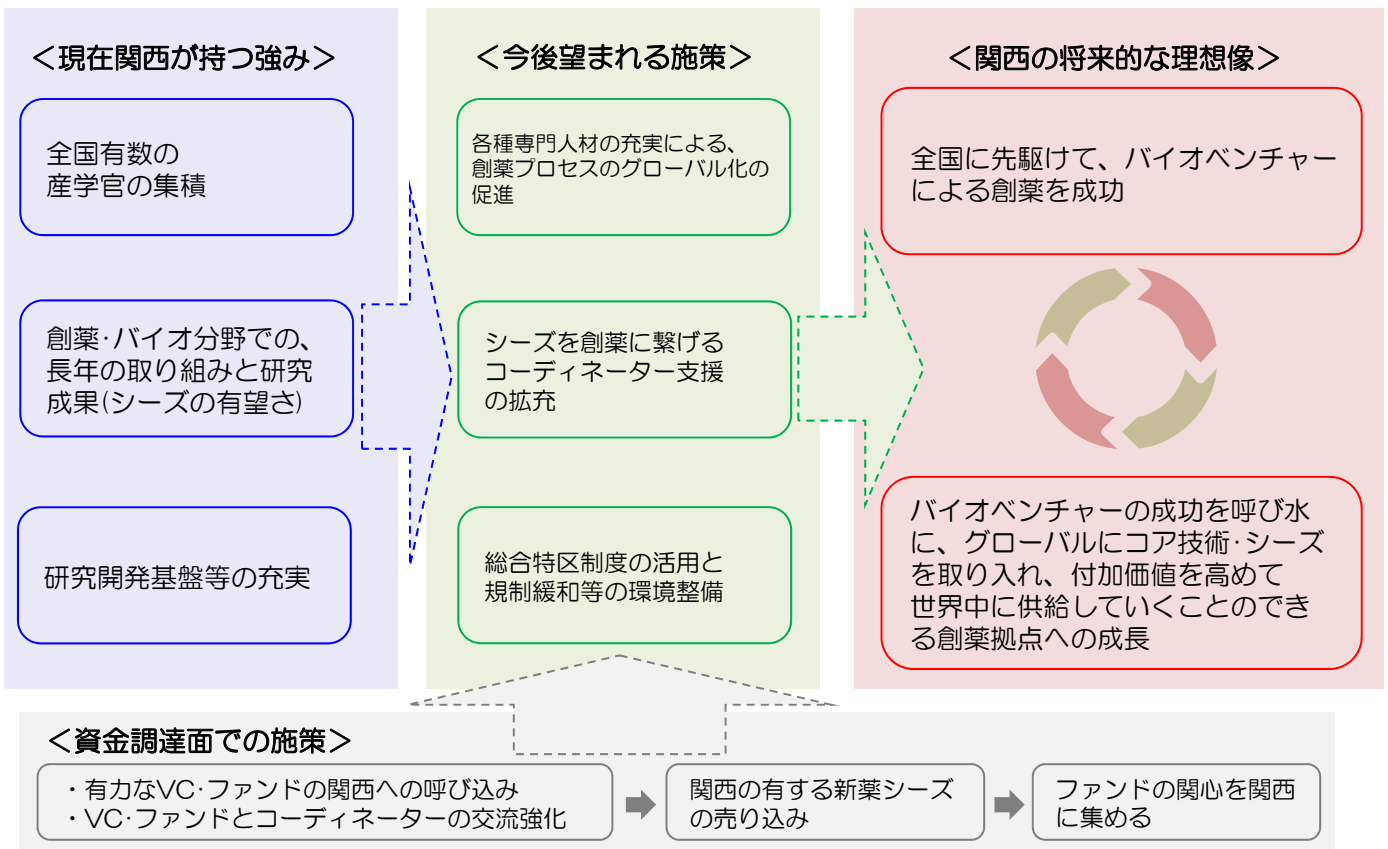 ＜現在関西が持つ強み＞
全国有数の
産学官の集積
創薬･バイオ分野での、
長年の取り組みと研究
成果(シーズの有望さ)
研究開発基盤等の充実
＜今後望まれる施策＞
各種専門人材の充実による、
創薬プロセスのグローバル化の
促進
シーズを創薬に繋げる
コーディネーター支援
の拡充
総合特区制度の活用と
規制緩和等の環境整備
＜関西の将来的な理想像＞
全国に先駆けて、バイオベンチャー
による創薬を成功
バイオベンチャーの成功を呼び水
に、グローバルにコア技術･シーズ
を取り入れ、付加価値を高めて
世界中に供給していくことのでき
る創薬拠点への成長
＜資金調達面での施策＞
・有力なVC･ファンドの関西への呼び込み
・VC･ファンドとコーディネーターの交流強化
関西の有する新薬シーズ
の売り込み
ファンドの関心を関西
に集める